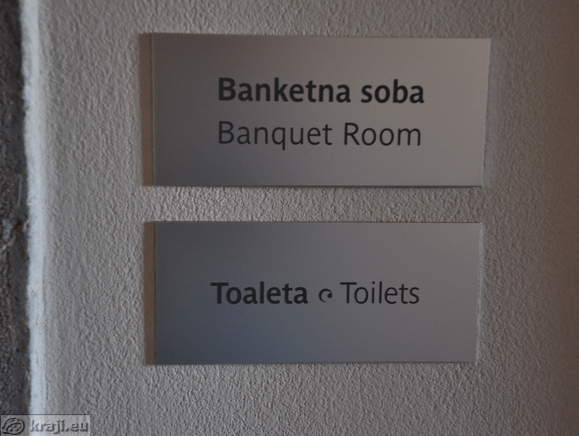 Banketna soba
Banquet Room
Toaleta Toilets
kraji.eu